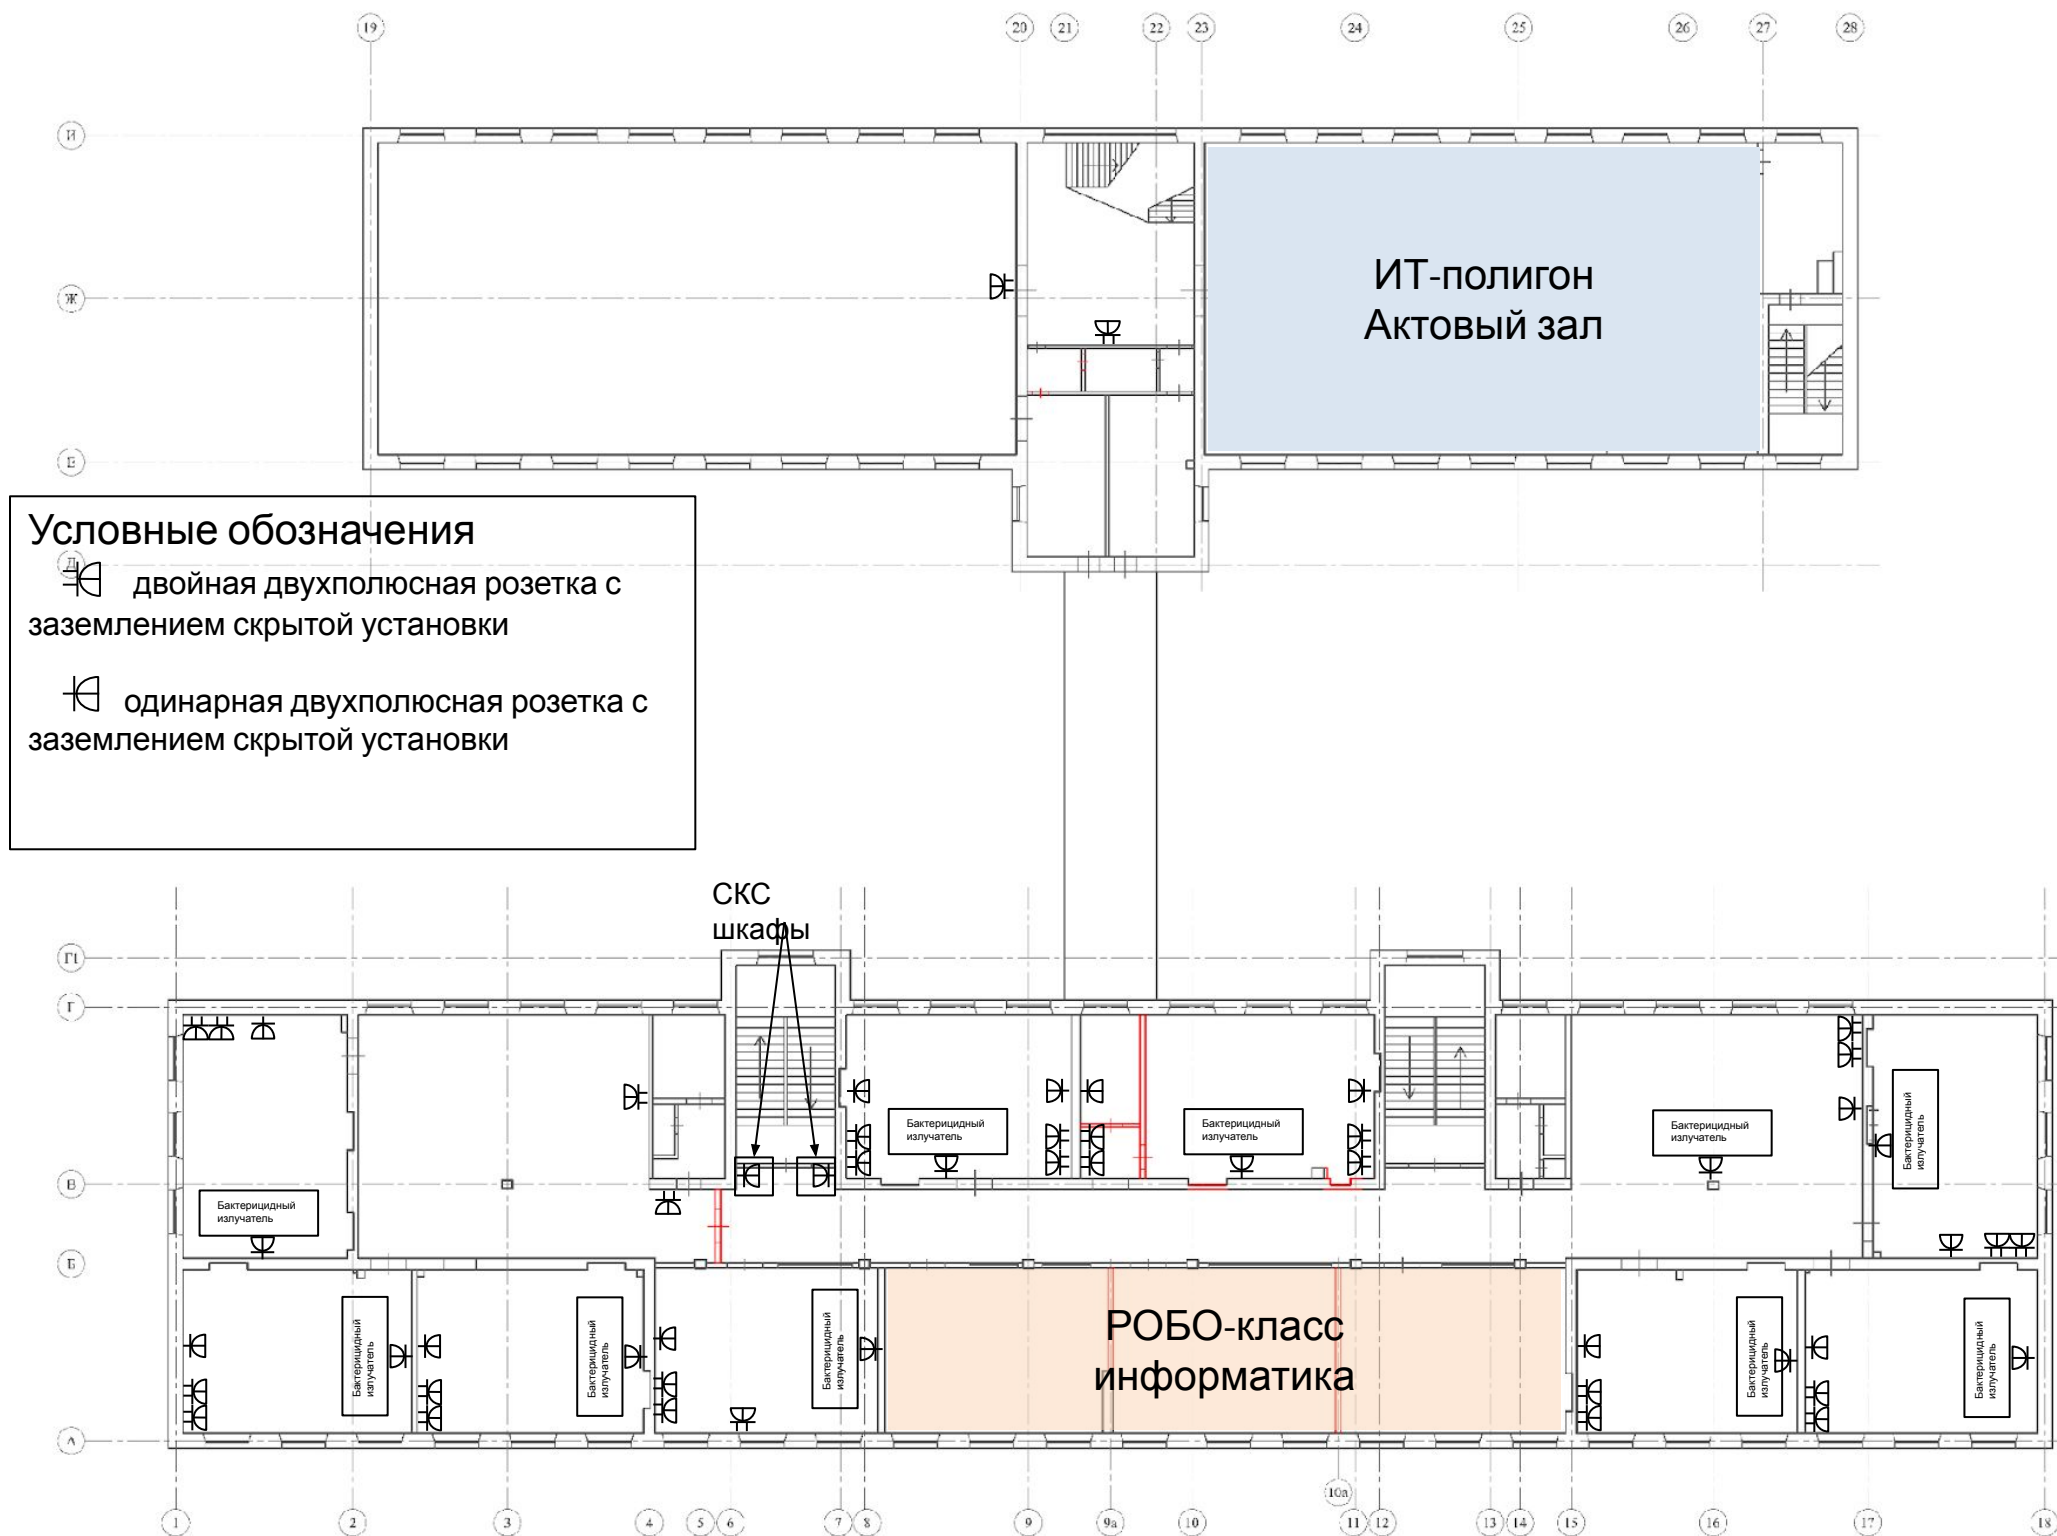 19
20
21
22
23
24
25
26
27
28
И
Ж
Е
Д
ИТ-полигон
Актовый зал
Условные обозначения
двойная двухполюсная розетка с
заземлением скрытой установки
одинарная двухполюсная розетка с
заземлением скрытой установки
СКС
шкафы
Г1
Г
В
Б
А
Бактерицидный
излучатель
Бактерицидный
излучатель
Бактерицидный
излучатель
Бактерицидный
излучатель
Бактерицидный
излучатель
Бактерицидный
излучатель
Бактерицидный
излучатель
Бактерицидный
излучатель
РОБО-класс
информатика
Бактерицидный
излучатель
Бактерицидный
излучатель
10а
1
2
3
4
5
6
7
8
9
9а
10
11
12
13
14
15
16
17
18